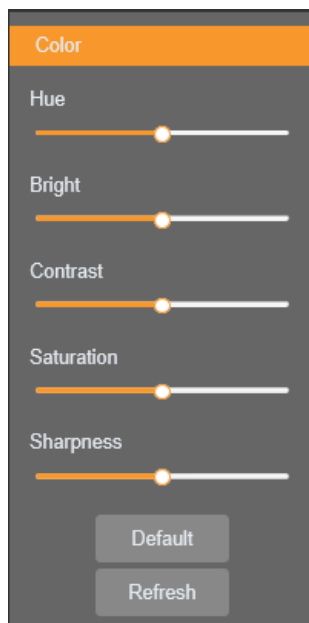 Color
Hue
Bright
Contrast
Saturation
Sharpness
Default
Refresh